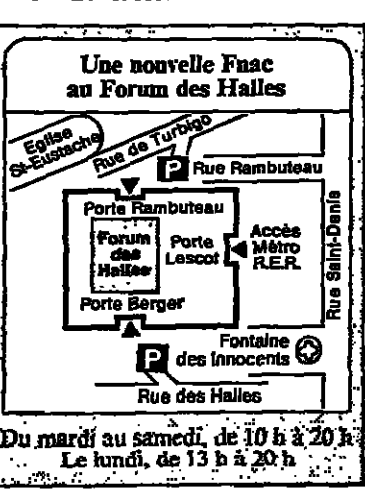 Une nouvelle Fnac
au Forum des Halles
Eglise
St-Eustache
Rue de Turbigo
P
Rue Rambuteau
Porte Rambuteau
Forum
des
Halles
Porte
Lescot
Accès
Métro
R.E.R.
Rue Saint-Denis
Porte Berger
Fontaine
des Innocents
P
Rue des Halles
Du mardi au samedi, de 10 h à 20 h
Le lundi, de 13 h à 20 h